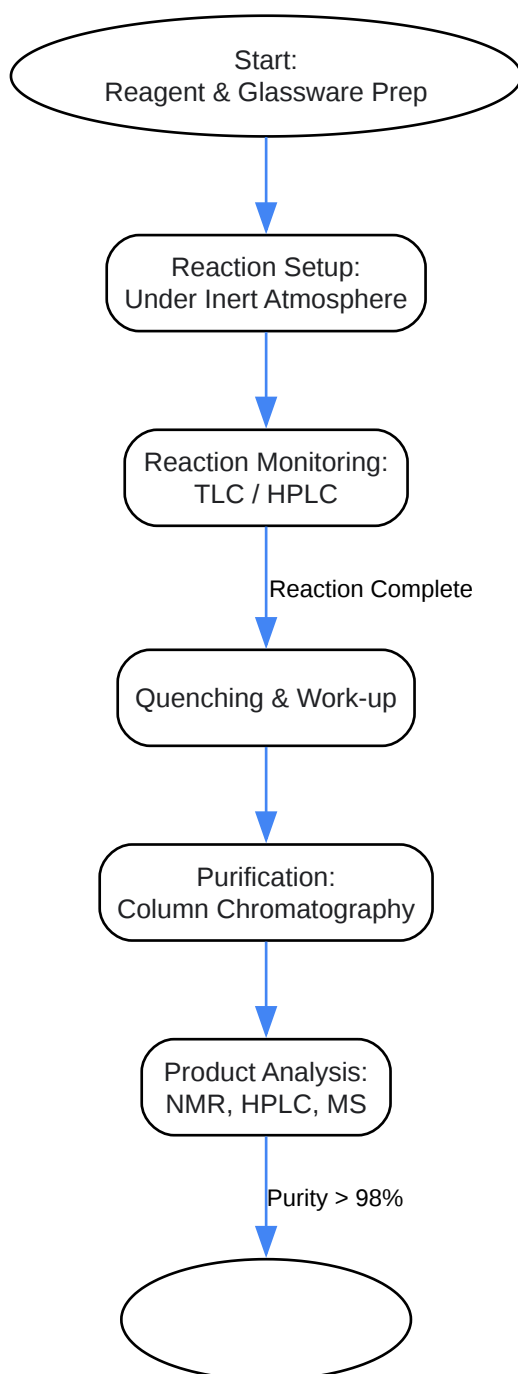 Start:
Reagent & Glassware Prep
Reaction Setup:
Under Inert Atmosphere
Reaction Monitoring:
TLC / HPLC
Reaction Complete
Quenching & Work-up
Purification:
Column Chromatography
Product Analysis:
NMR, HPLC, MS
Purity > 98%